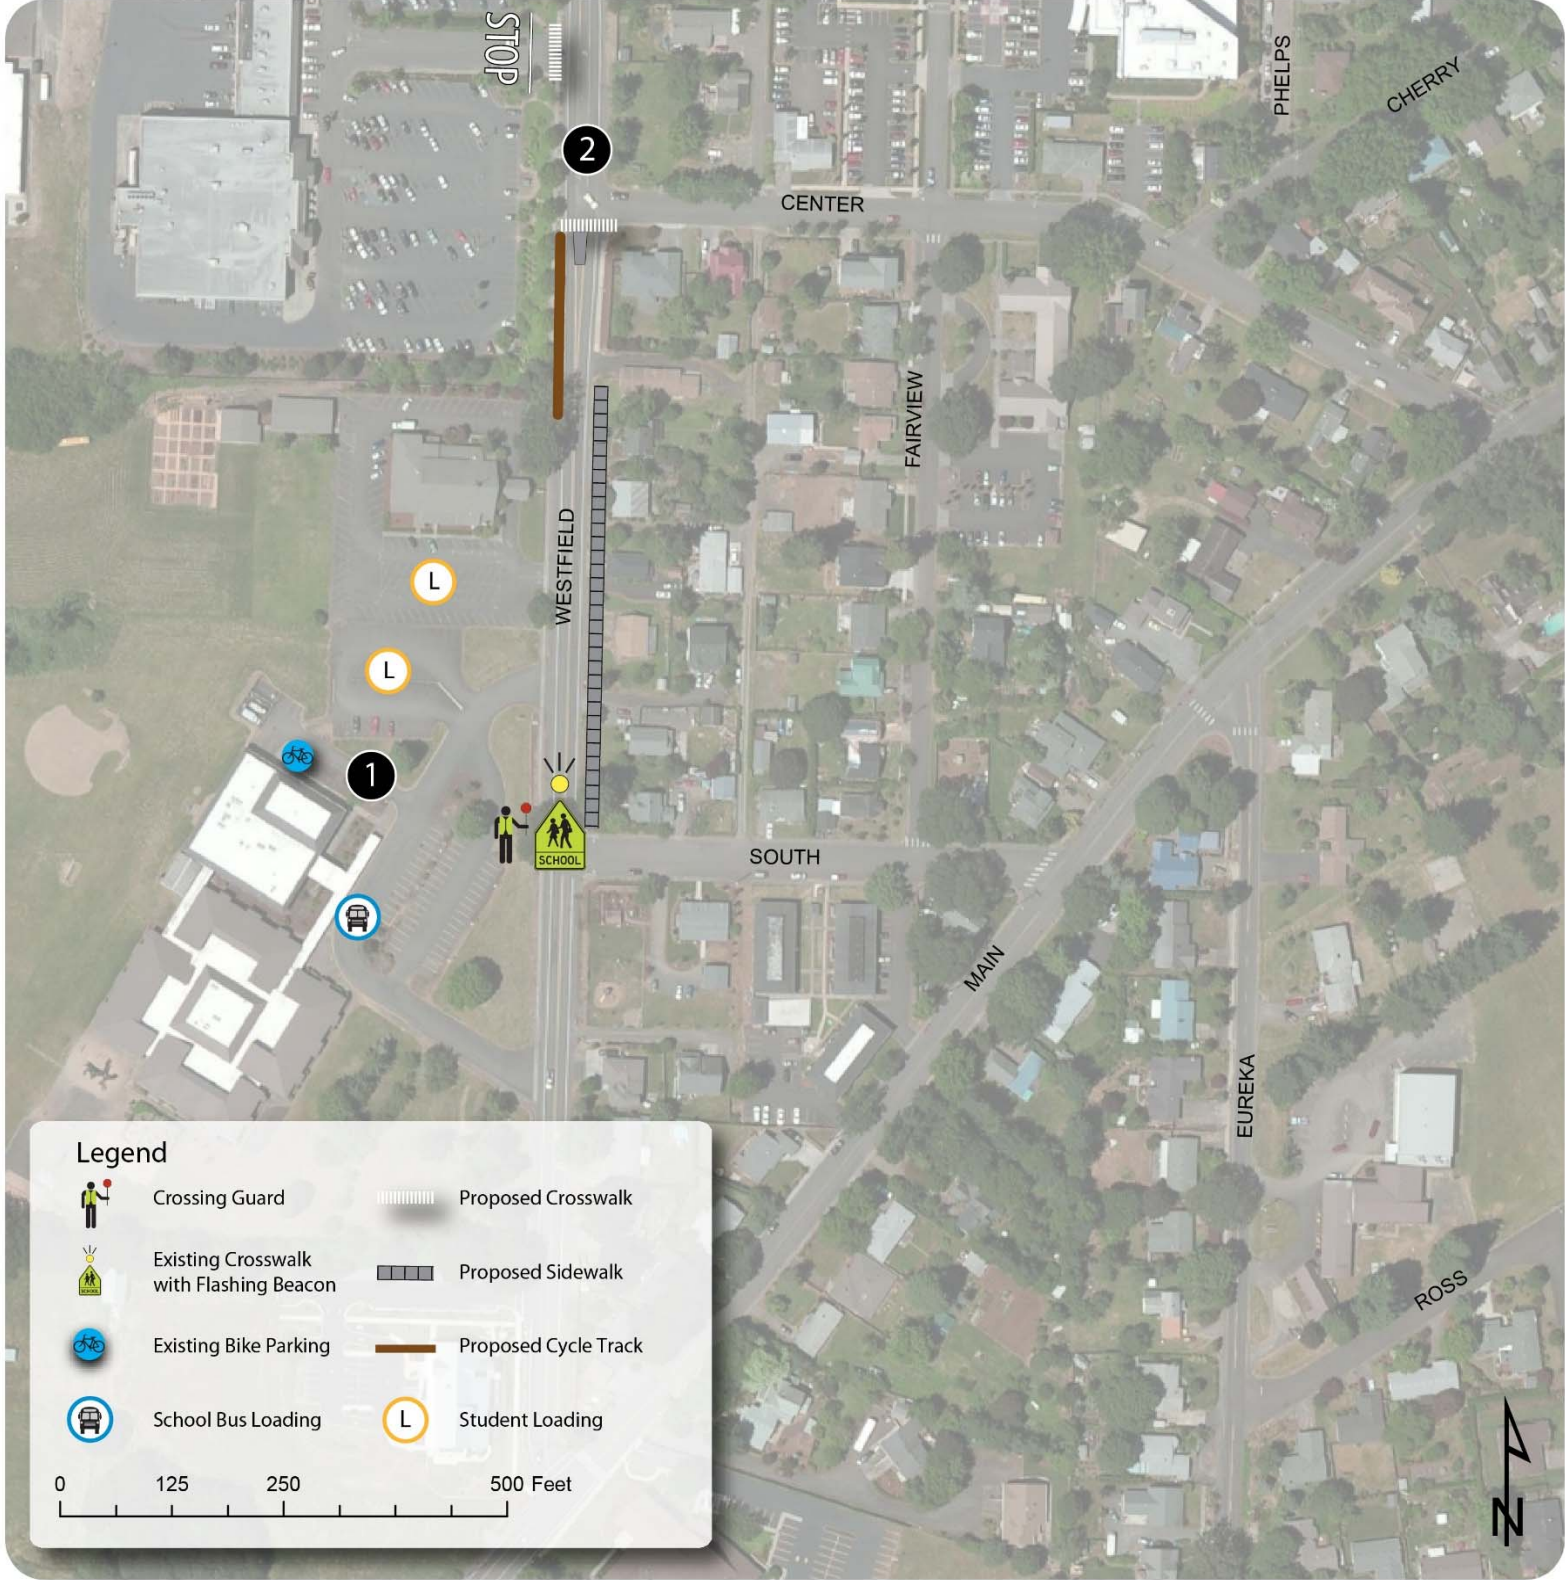 STOP
PHELPS
CHERRY
2
CENTER
FAIRVIEW
WESTFIELD
L
L
1
SCHOOL
SOUTH
MAIN
EUREKA
ROSS
Legend
Crossing Guard
Proposed Crosswalk
SCHOOL
Existing Crosswalk
with Flashing Beacon
Proposed Sidewalk
Existing Bike Parking
Proposed Cycle Track
School Bus Loading
L
Student Loading
0 125 250 500 Feet
N